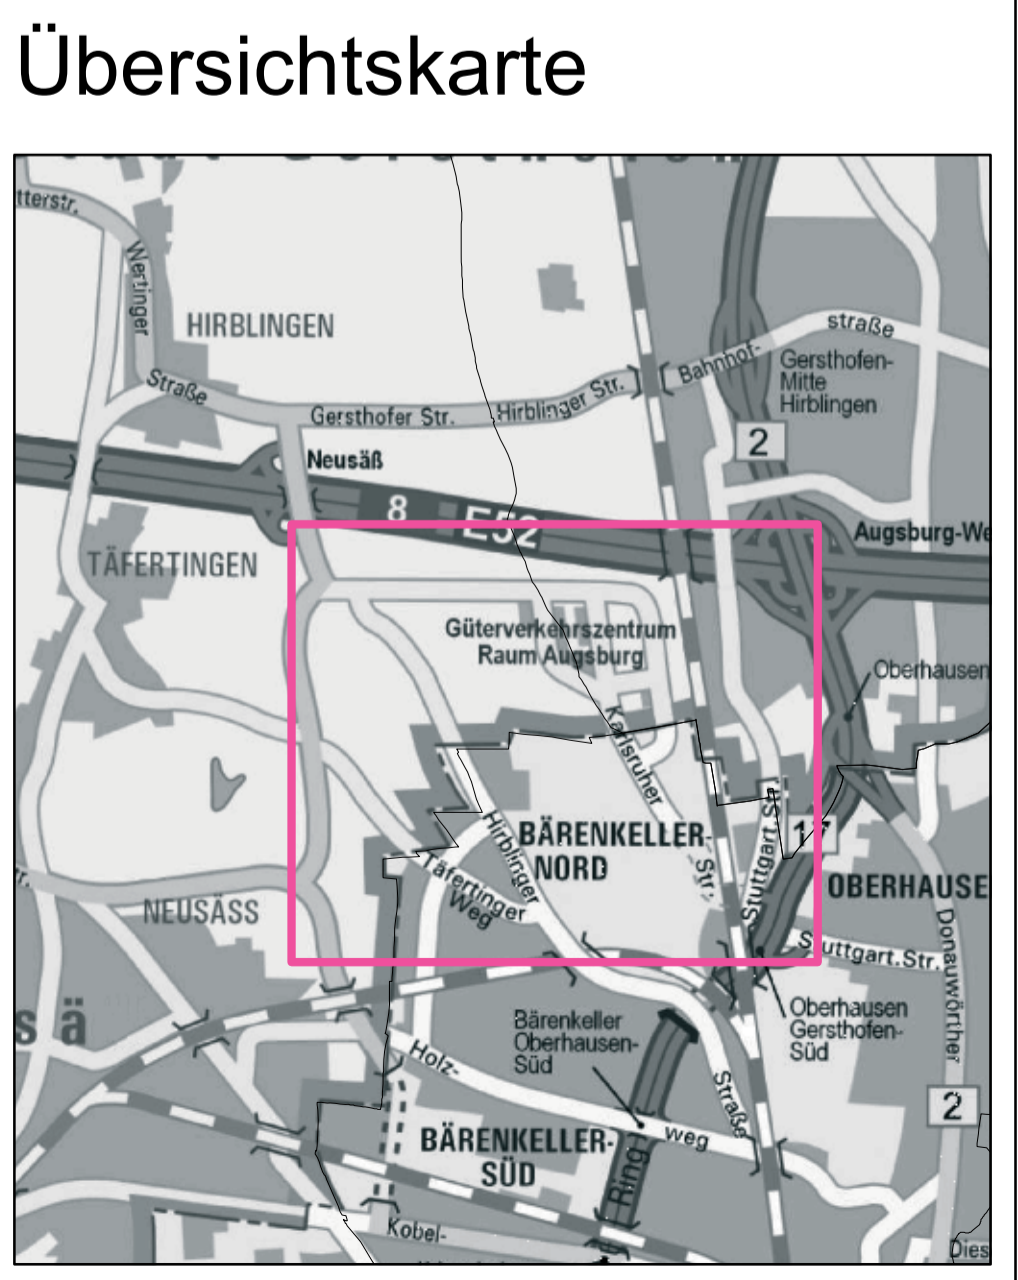 Übersichtskarte
tterstr.
Wertinger
HIRBLINGEN
straße
Bahnhof-
Gersthofen-
Mitte
Hirblingen
Straße
Gersthofer Str.
Hirblinger Str.
2
Neusäß
8
E52
Augsburg-We
TÄFERTINGEN
Güterverkehrszentrum
Raum Augsburg
Oberhausen
Karlsruher
Str.
Hirblinger
BÄRENKELLER-
NORD
Stuttgart.Str.
17
Täfertinger
Weg
OBERHAUSE
NEUSÄSS
Stuttgart.Str.
Donauwörther
s ä
Bärenkeller
Oberhausen-
Süd
Oberhausen
Gersthofen-
Süd
Holz-
weg
Straße
2
BÄRENKELLER-
SÜD
Ring
Kobel-
Dies